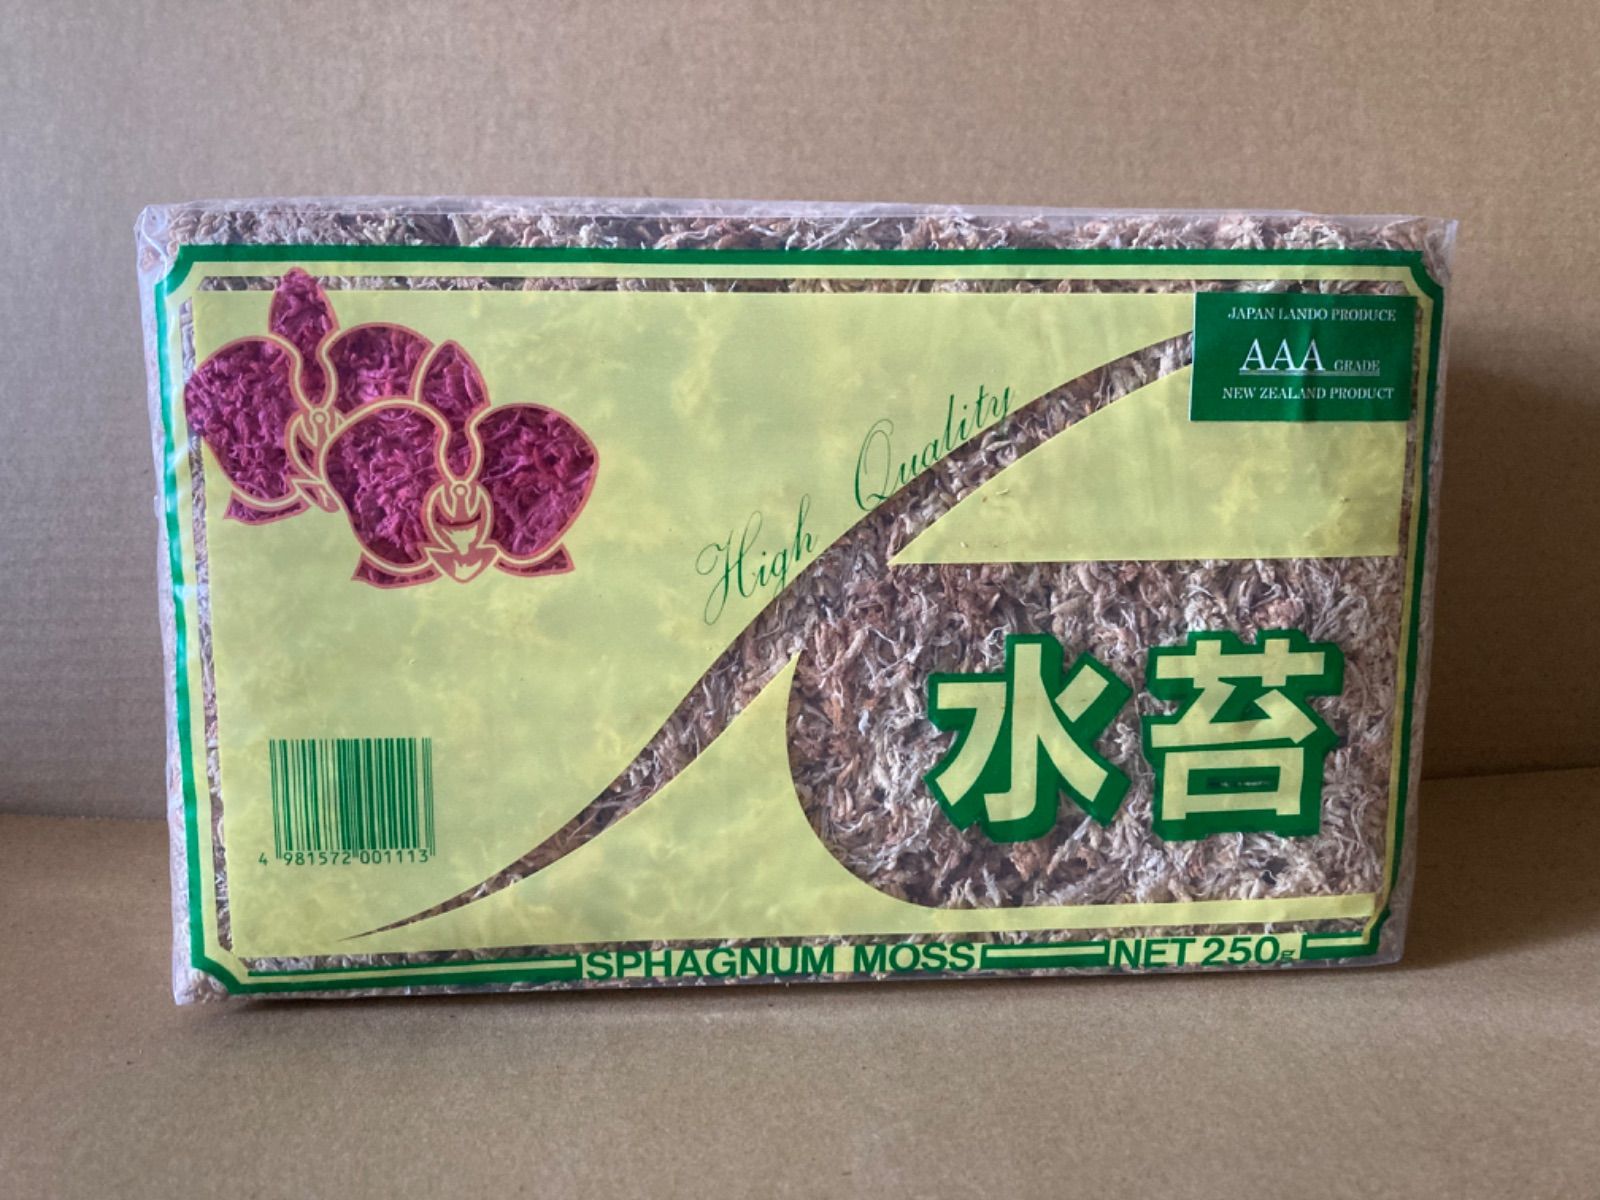 JAPAN LANDO PRODUCE
AAA GRADE
NEW ZEALAND PRODUCT
High Quality
水苔
4 981572 001113
SPHAGNUM MOSS NET 250g